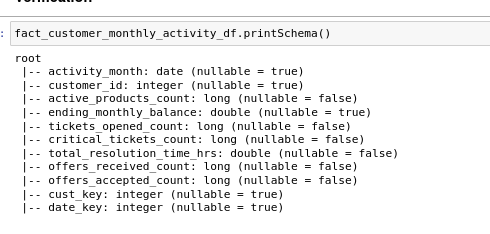 : fact_customer_monthly_activity_df.printSchema()
root
|-- activity_month: date (nullable = true)
|-- customer_id: integer (nullable = true)
|-- active_products_count: long (nullable = false)
|-- ending_monthly_balance: double (nullable = true)
|-- tickets_opened_count: long (nullable = false)
|-- critical_tickets_count: long (nullable = false)
|-- total_resolution_time_hrs: double (nullable = false)
|-- offers_received_count: long (nullable = false)
|-- offers_accepted_count: long (nullable = false)
|-- cust_key: integer (nullable = true)
|-- date_key: integer (nullable = true)